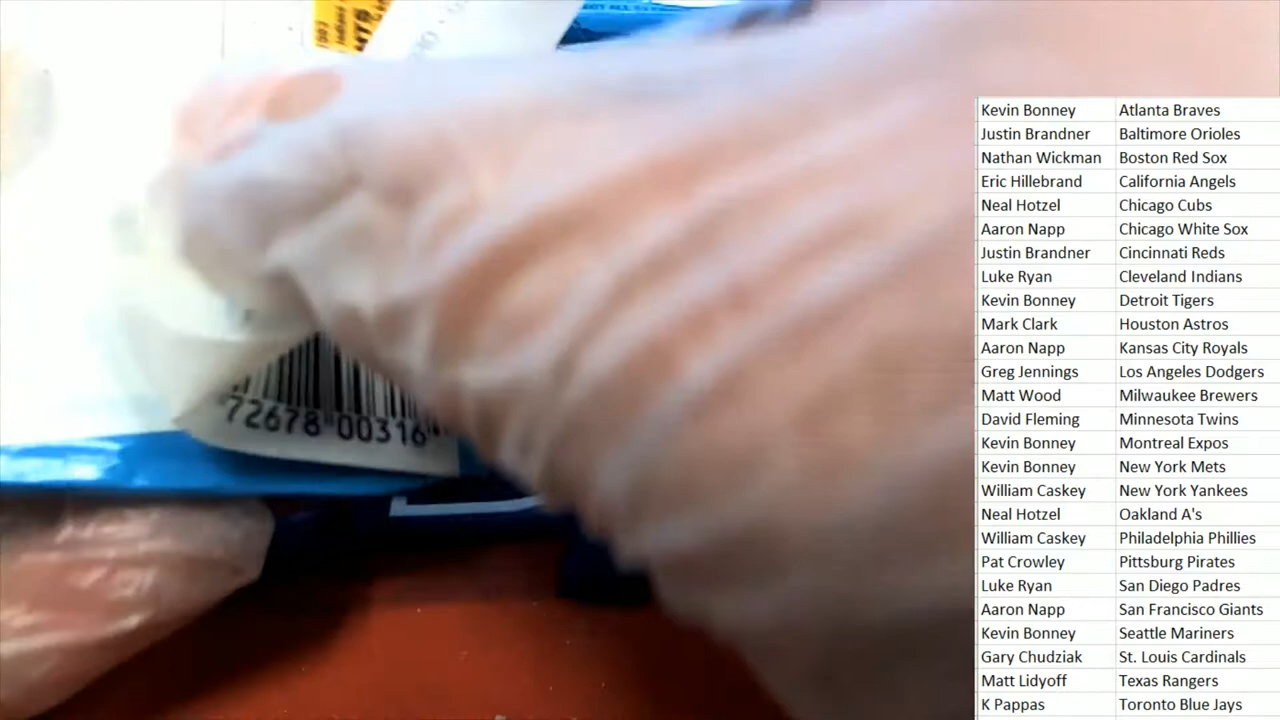 72678 00316
Kevin Bonney Atlanta Braves
Justin Brandner Baltimore Orioles
Nathan Wickman Boston Red Sox
Eric Hillebrand California Angels
Neal Hotzel Chicago Cubs
Aaron Napp Chicago White Sox
Justin Brandner Cincinnati Reds
Luke Ryan Cleveland Indians
Kevin Bonney Detroit Tigers
Mark Clark Houston Astros
Aaron Napp Kansas City Royals
Greg Jennings Los Angeles Dodgers
Matt Wood Milwaukee Brewers
David Fleming Minnesota Twins
Kevin Bonney Montreal Expos
Kevin Bonney New York Mets
William Caskey New York Yankees
Neal Hotzel Oakland A's
William Caskey Philadelphia Phillies
Pat Crowley Pittsburg Pirates
Luke Ryan San Diego Padres
Aaron Napp San Francisco Giants
Kevin Bonney Seattle Mariners
Gary Chudziak St. Louis Cardinals
Matt Lidyoff Texas Rangers
K Pappas Toronto Blue Jays